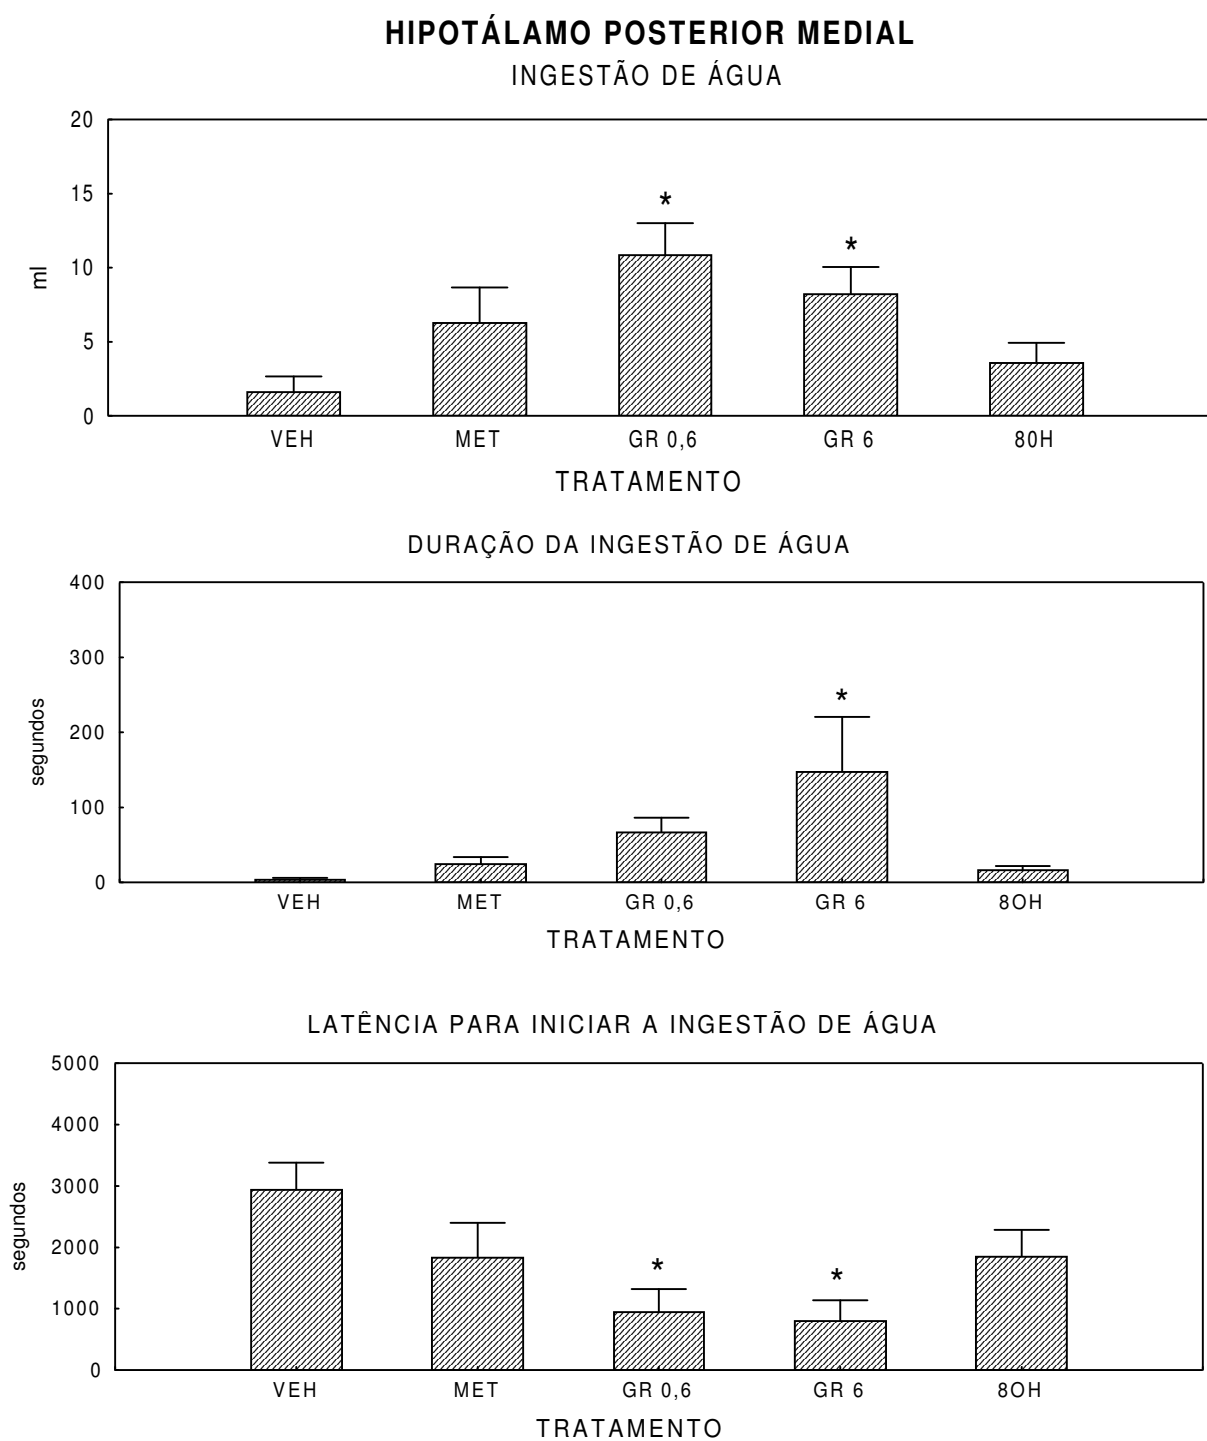 HIPOTÁLAMO POSTERIOR MEDIAL
INGESTÃO DE ÁGUA
20
15
10
5
0
ml
*
*
VEH MET GR 0,6 GR 6 80H
TRATAMENTO
DURAÇÃO DA INGESTÃO DE ÁGUA
400
300
200
100
0
segundos
*
VEH MET GR 0,6 GR 6 8OH
TRATAMENTO
LATÊNCIA PARA INICIAR A INGESTÃO DE ÁGUA
5000
4000
3000
2000
1000
0
segundos
*
*
VEH MET GR 0,6 GR 6 8OH
TRATAMENTO